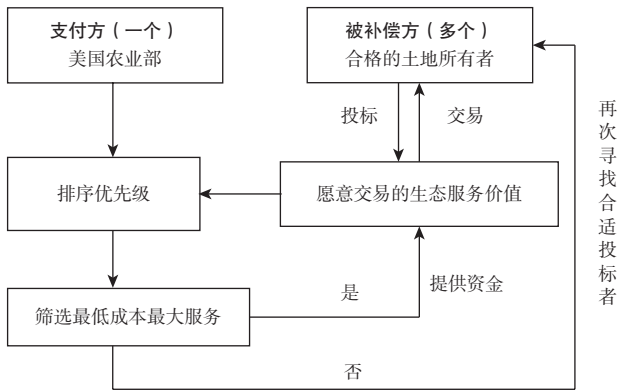 支付方（一个）
美国农业部
被补偿方（多个）
合格的土地所有者
投标
交易
排序优先级
愿意交易的生态服务价值
筛选最低成本最大服务
是
提供资金
否
再次寻找合适投标者